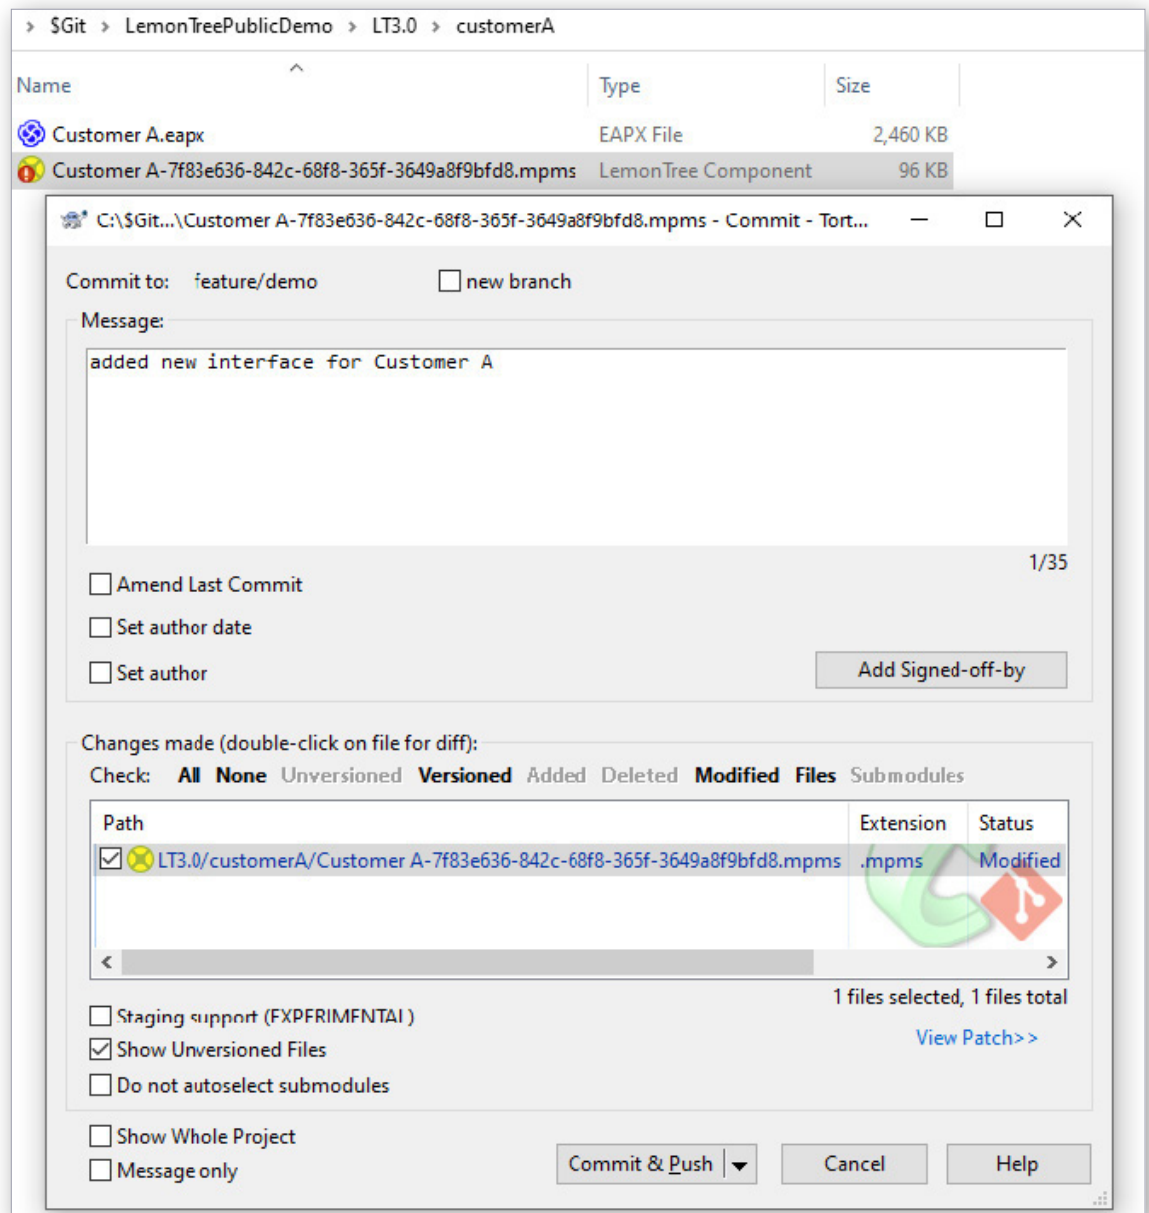 > $Git > LemonTreePublicDemo > LT3.0 > customerA
Name Type Size
Customer A.eapx EAPX File 2,460 KB
Customer A-7f83e636-842c-68f8-365f-3649a8f9bfd8.mpms LemonTree Component 96 KB
C:\$Git...\Customer A-7f83e636-842c-68f8-365f-3649a8f9bfd8.mpms - Commit - Tort...
Commit to: feature/demo new branch
Message:
added new interface for Customer A
1/35
Amend Last Commit
Set author date
Set author
Add Signed-off-by
Changes made (double-click on file for diff):
Check: All None Unversioned Versioned Added Deleted Modified Files Submodules
Path Extension Status
LT3.0/customerA/Customer A-7f83e636-842c-68f8-365f-3649a8f9bfd8.mpms .mpms Modified
1 files selected, 1 files total
Staging support (EXPERIMENTAL)
View Patch>>
Show Unversioned Files
Do not autoselect submodules
Show Whole Project
Message only
Commit & Push Cancel Help